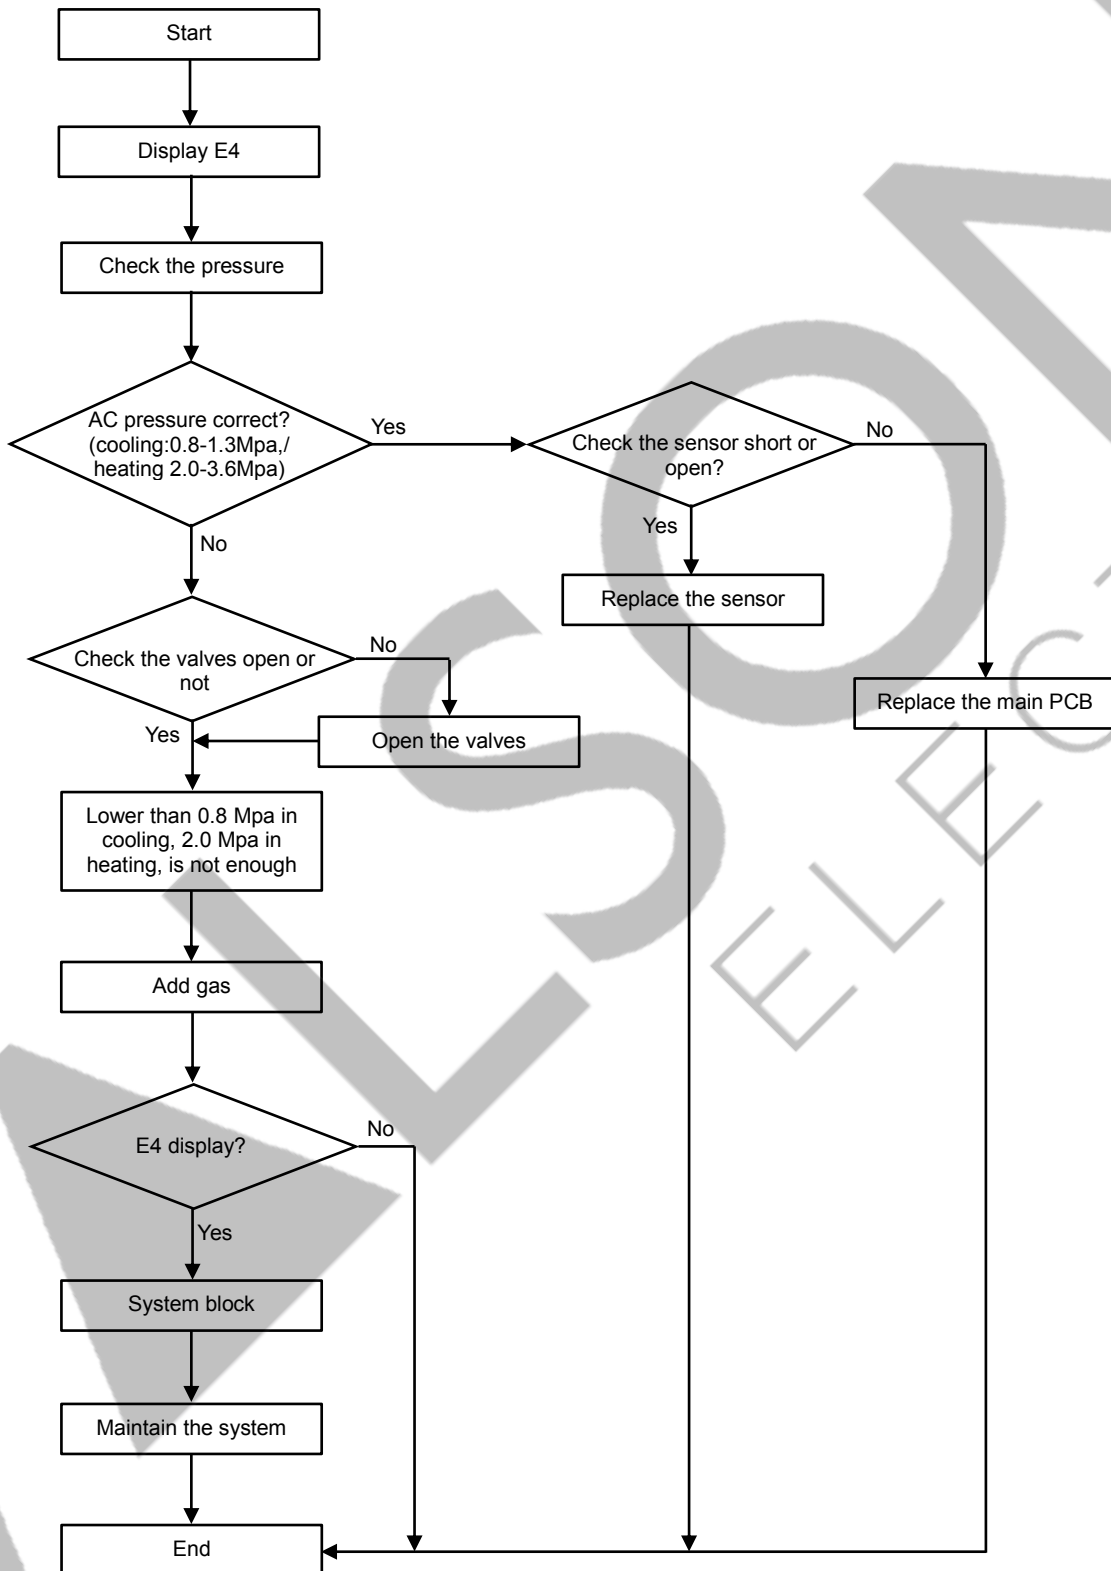 Start
Display E4
Check the pressure
AC pressure correct?
(cooling:0.8-1.3Mpa,/
heating 2.0-3.6Mpa)
Yes
Check the sensor short or
open?
No
No
Yes
Replace the sensor
Check the valves open or
not
No
Replace the main PCB
Yes
Open the valves
Lower than 0.8 Mpa in
cooling, 2.0 Mpa in
heating, is not enough
Add gas
E4 display?
No
Yes
System block
Maintain the system
End